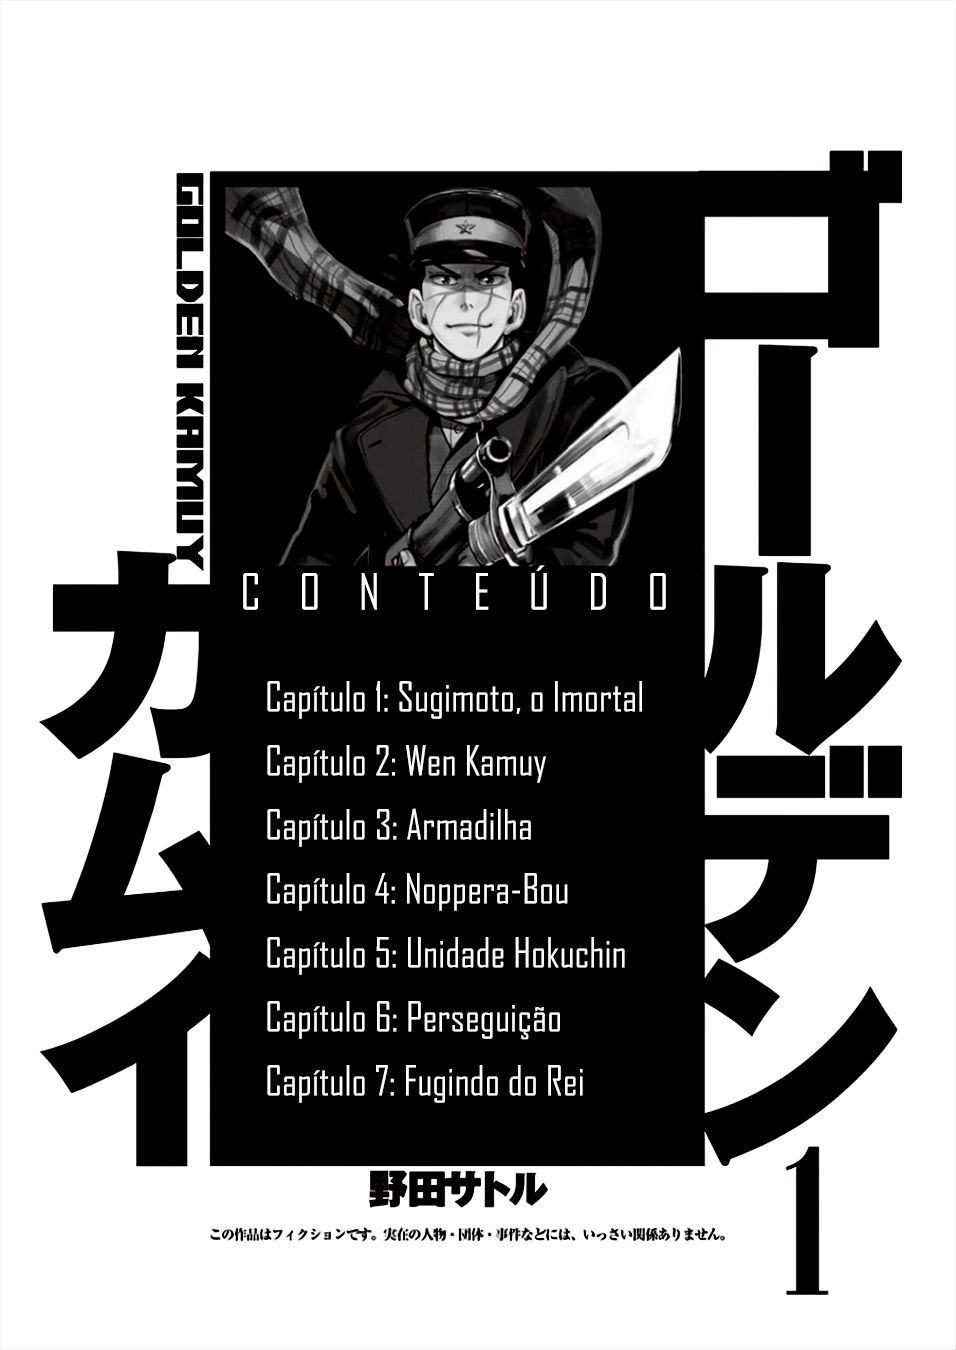 ゴールデン
カムイ
GOLDEN KAMUY
CONTEÚDO
Capítulo 1: Sugimoto, o Imortal
Capítulo 2: Wen Kamuy
Capítulo 3: Armadilha
Capítulo 4: Noppera-Bou
Capítulo 5: Unidade Hokuchin
Capítulo 6: Perseguição
Capítulo 7: Fugindo do Rei
1
野田サトル
この作品はフィクションです。実在の人物・団体・事件などには、いっさい関係ありません。